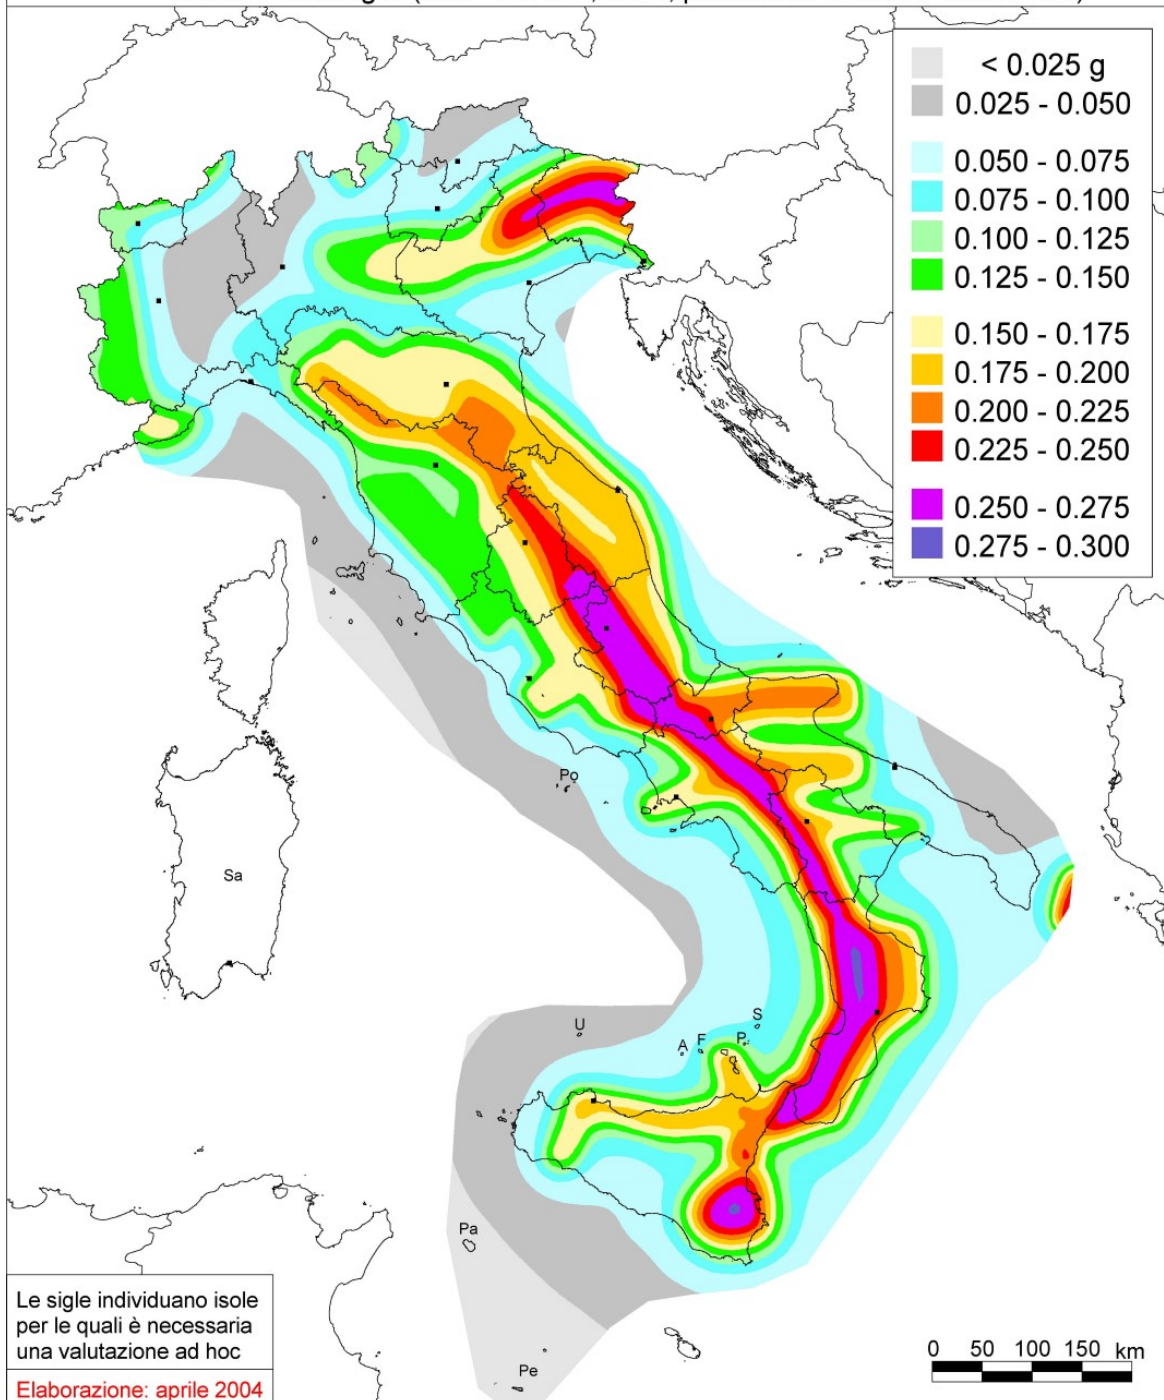 < 0.025 g
0.025 - 0.050
0.050 - 0.075
0.075 - 0.100
0.100 - 0.125
0.125 - 0.150
0.150 - 0.175
0.175 - 0.200
0.200 - 0.225
0.225 - 0.250
0.250 - 0.275
0.275 - 0.300
Po
Sa
S
U
A F P
Pa
Pe
Le sigle individuano isole
per le quali è necessaria
una valutazione ad hoc
Elaborazione: aprile 2004
0 50 100 150 km